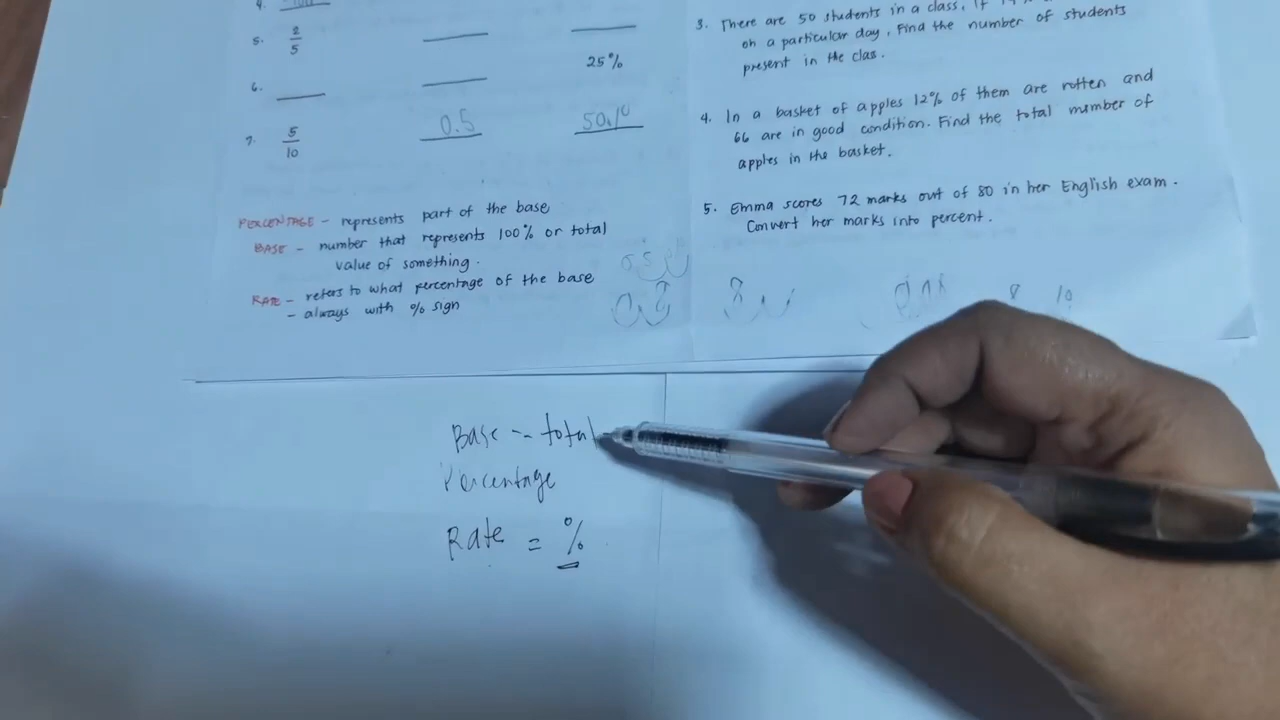 4.
5. 2/5
25%
6.
7. 5/10 0.5 50%
PERCENTAGE - represents part of the base
BASE - number that represents 100% or total
value of something.
RATE - refers to what percentage of the base
- always with % sign
3. There are 50 students in a class, if
on a particular day, Find the number of students
present in the clas.
4. In a basket of apples 12% of them are rotten and
66 are in good condition. Find the total number of
apples in the basket.
5. Emma scores 72 marks out of 80 in her English exam.
Convert her marks into percent.
8 10
Base -- total
Percentage
Rate = %